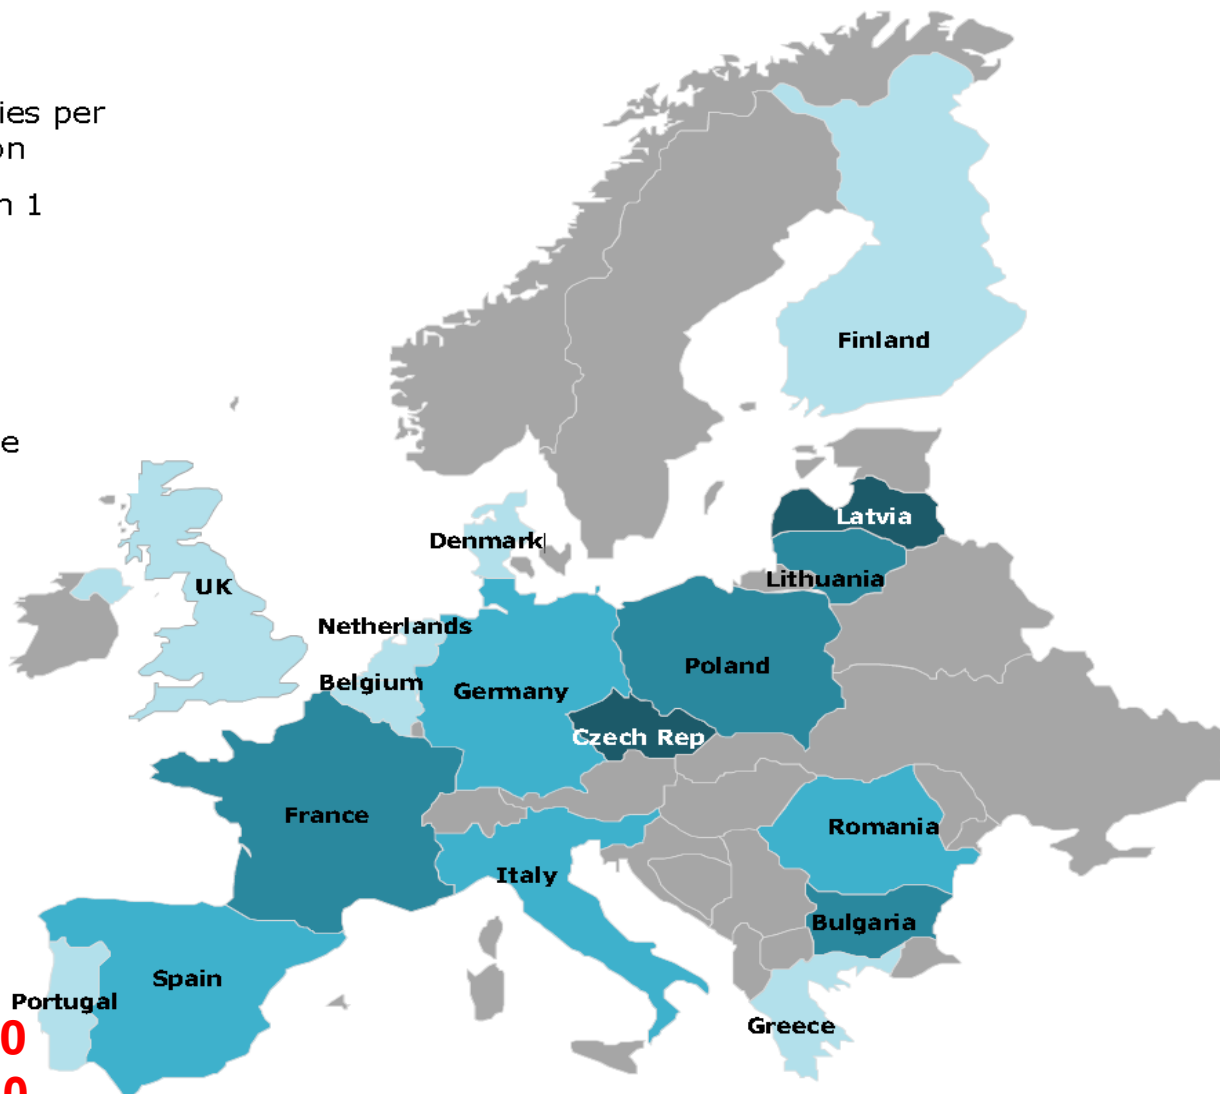 ies per
on
n 1
e
Finland
Latvia
Denmark
Lithuania
UK
Netherlands
Poland
Belgium
Germany
Czech Rep
France
Romania
Italy
Bulgaria
Spain
Portugal
Greece
0
0